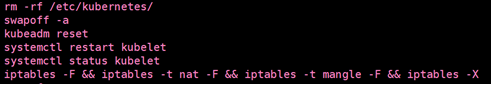 rm -rf /etc/kubernetes/
swapoff -a
kubeadm reset
systemctl restart kubelet
systemctl status kubelet
iptables -F && iptables -t nat -F && iptables -t mangle -F && iptables -X